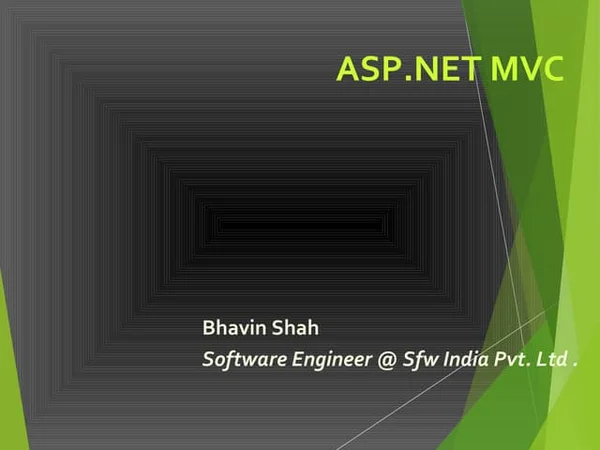 ASP.NET MVC
Bhavin Shah
Software Engineer @ Sfw India Pvt. Ltd .